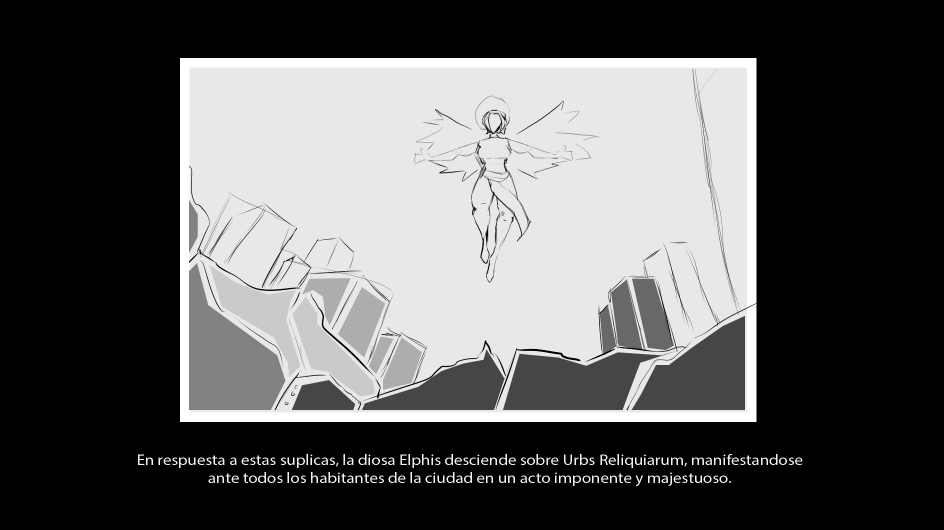 En respuesta a estas suplicas, la diosa Elphis desciende sobre Urbs Reliquiarum, manifestandose
ante todos los habitantes de la ciudad en un acto imponente y majestuoso.